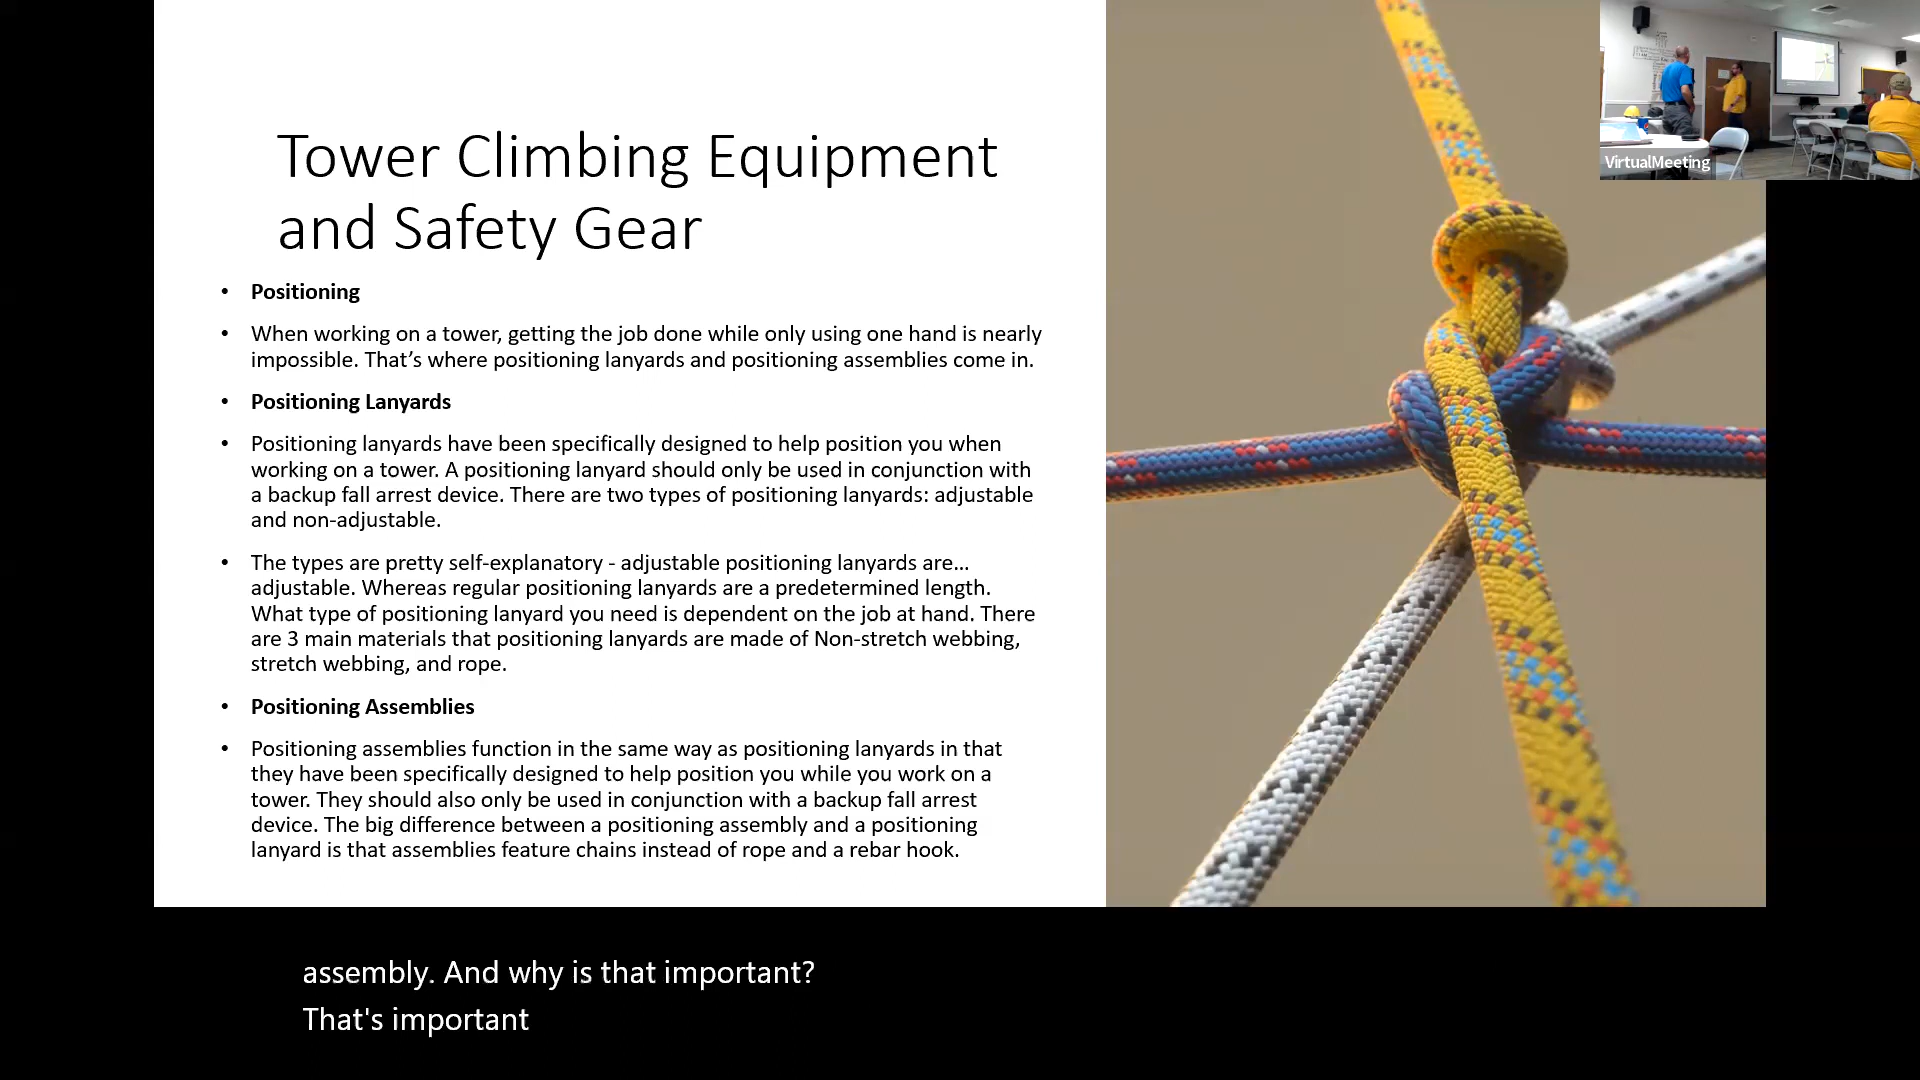 Tower Climbing Equipment
and Safety Gear
• Positioning
• When working on a tower, getting the job done while only using one hand is nearly
impossible. That’s where positioning lanyards and positioning assemblies come in.
• Positioning Lanyards
• Positioning lanyards have been specifically designed to help position you when
working on a tower. A positioning lanyard should only be used in conjunction with
a backup fall arrest device. There are two types of positioning lanyards: adjustable
and non-adjustable.
• The types are pretty self-explanatory - adjustable positioning lanyards are…
adjustable. Whereas regular positioning lanyards are a predetermined length.
What type of positioning lanyard you need is dependent on the job at hand. There
are 3 main materials that positioning lanyards are made of Non-stretch webbing,
stretch webbing, and rope.
• Positioning Assemblies
• Positioning assemblies function in the same way as positioning lanyards in that
they have been specifically designed to help position you while you work on a
tower. They should also only be used in conjunction with a backup fall arrest
device. The big difference between a positioning assembly and a positioning
lanyard is that assemblies feature chains instead of rope and a rebar hook.
VirtualMeeting
assembly. And why is that important?
That's important